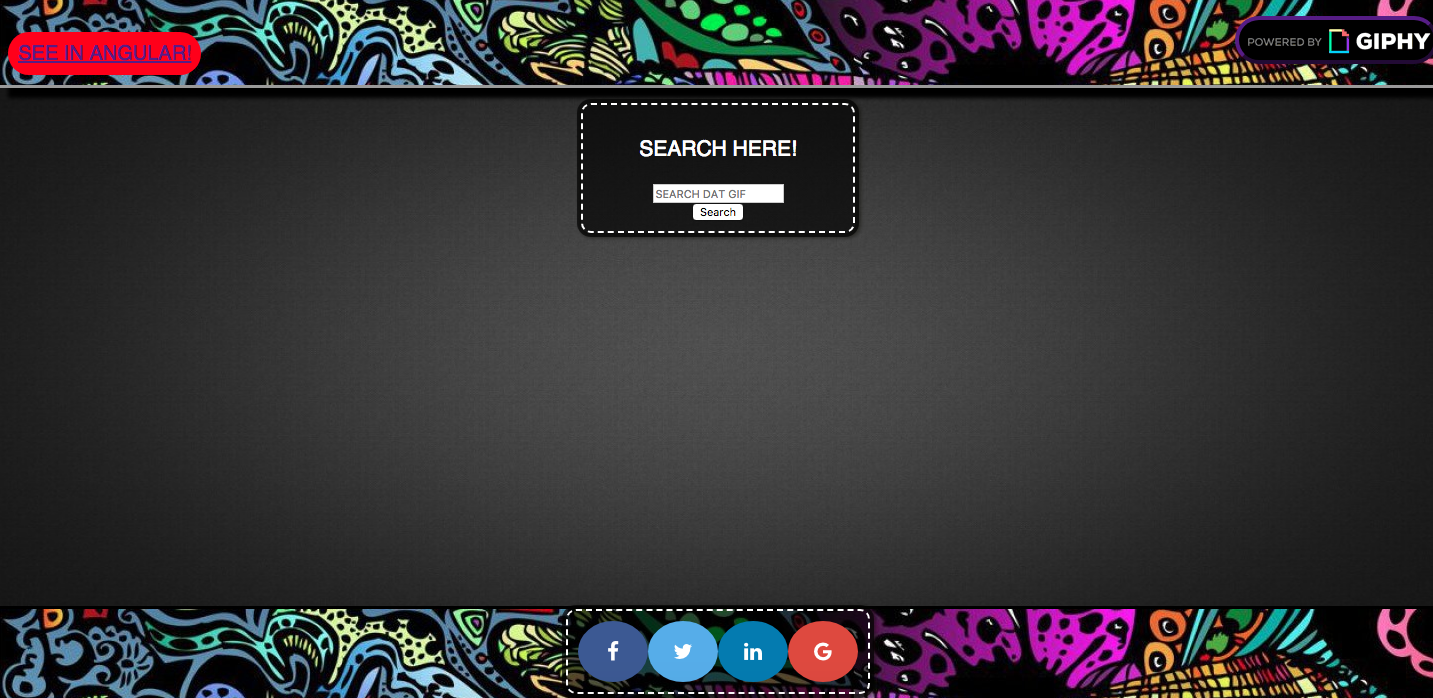 SEE IN ANGULAR!
POWERED BY GIPHY
SEARCH HERE!
SEARCH DAT GIF
Search
f
in
G